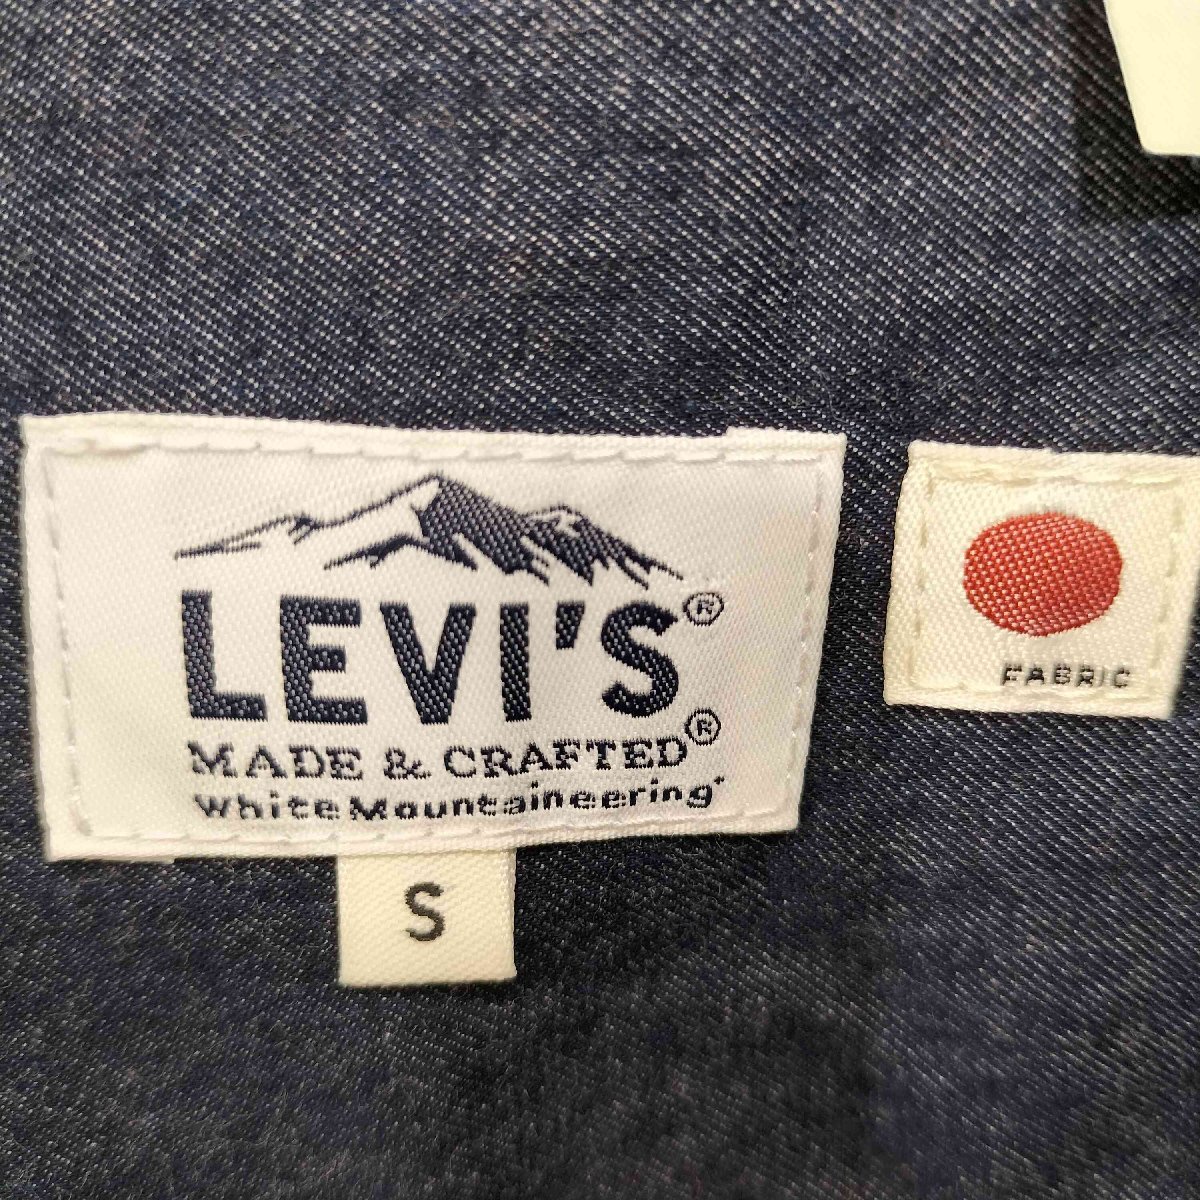 LEVI'S®
MADE & CRAFTED®
White Mountaineering
S
FABRIC